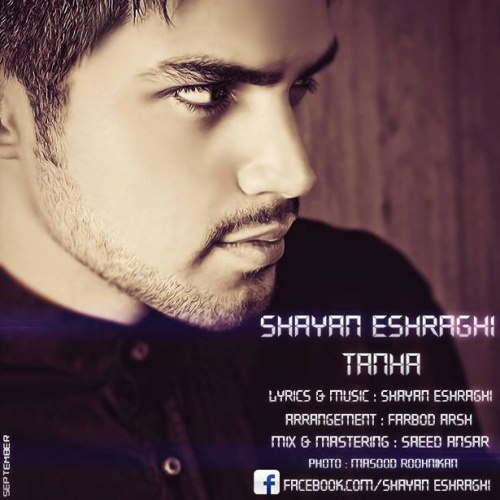 SHAYAN ESHRAGHI
TANHA
LYRICS & MUSIC : SHAYAN ESHRAGHI
ARRANGEMENT : FARBOD ARSH
MIX & MASTERING : SAEED ANSAR
PHOTO : MASOOD ROOHNIKAN
f FACEBOOK.COM/SHAYAN ESHRAGHI
SEPTEMBER